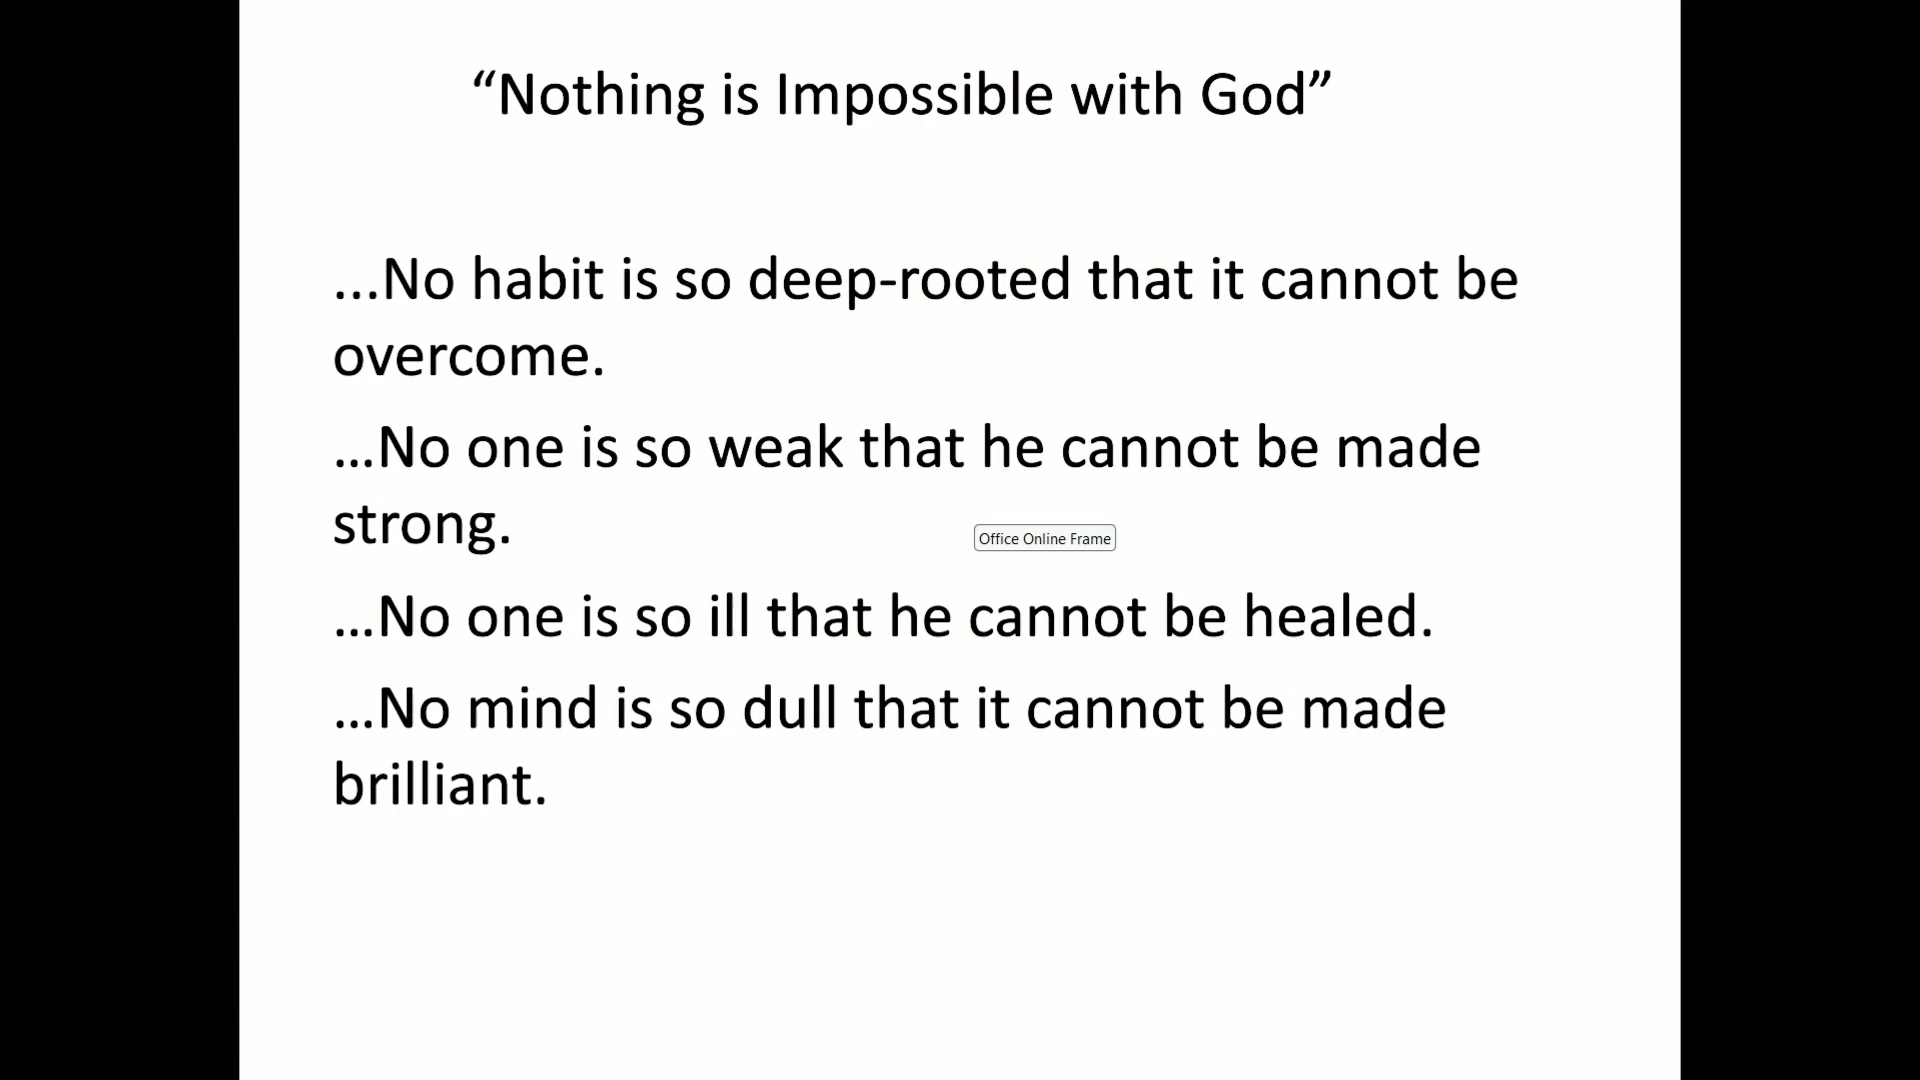 “Nothing is Impossible with God”
...No habit is so deep-rooted that it cannot be
overcome.
...No one is so weak that he cannot be made
strong.
Office Online Frame
...No one is so ill that he cannot be healed.
...No mind is so dull that it cannot be made
brilliant.